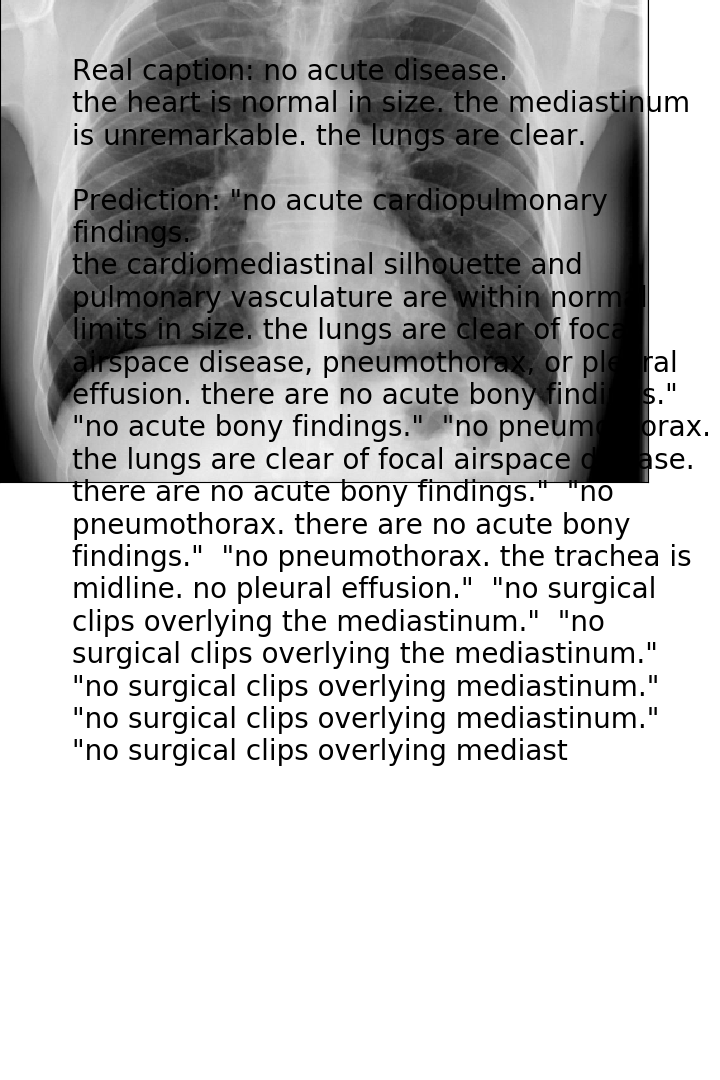 Real caption: no acute disease.
the heart is normal in size. the mediastinum
is unremarkable. the lungs are clear.
Prediction: "no acute cardiopulmonary
findings.
the cardiomediastinal silhouette and
pulmonary vasculature are within normal
limits in size. the lungs are clear of focal
airspace disease, pneumothorax, or pleural
effusion. there are no acute bony findings."
"no acute bony findings."  "no pneumothorax.
the lungs are clear of focal airspace disease.
there are no acute bony findings."  "no
pneumothorax. there are no acute bony
findings."  "no pneumothorax. the trachea is
midline. no pleural effusion."  "no surgical
clips overlying the mediastinum."  "no
surgical clips overlying the mediastinum."
"no surgical clips overlying mediastinum."
"no surgical clips overlying mediastinum."
"no surgical clips overlying mediast